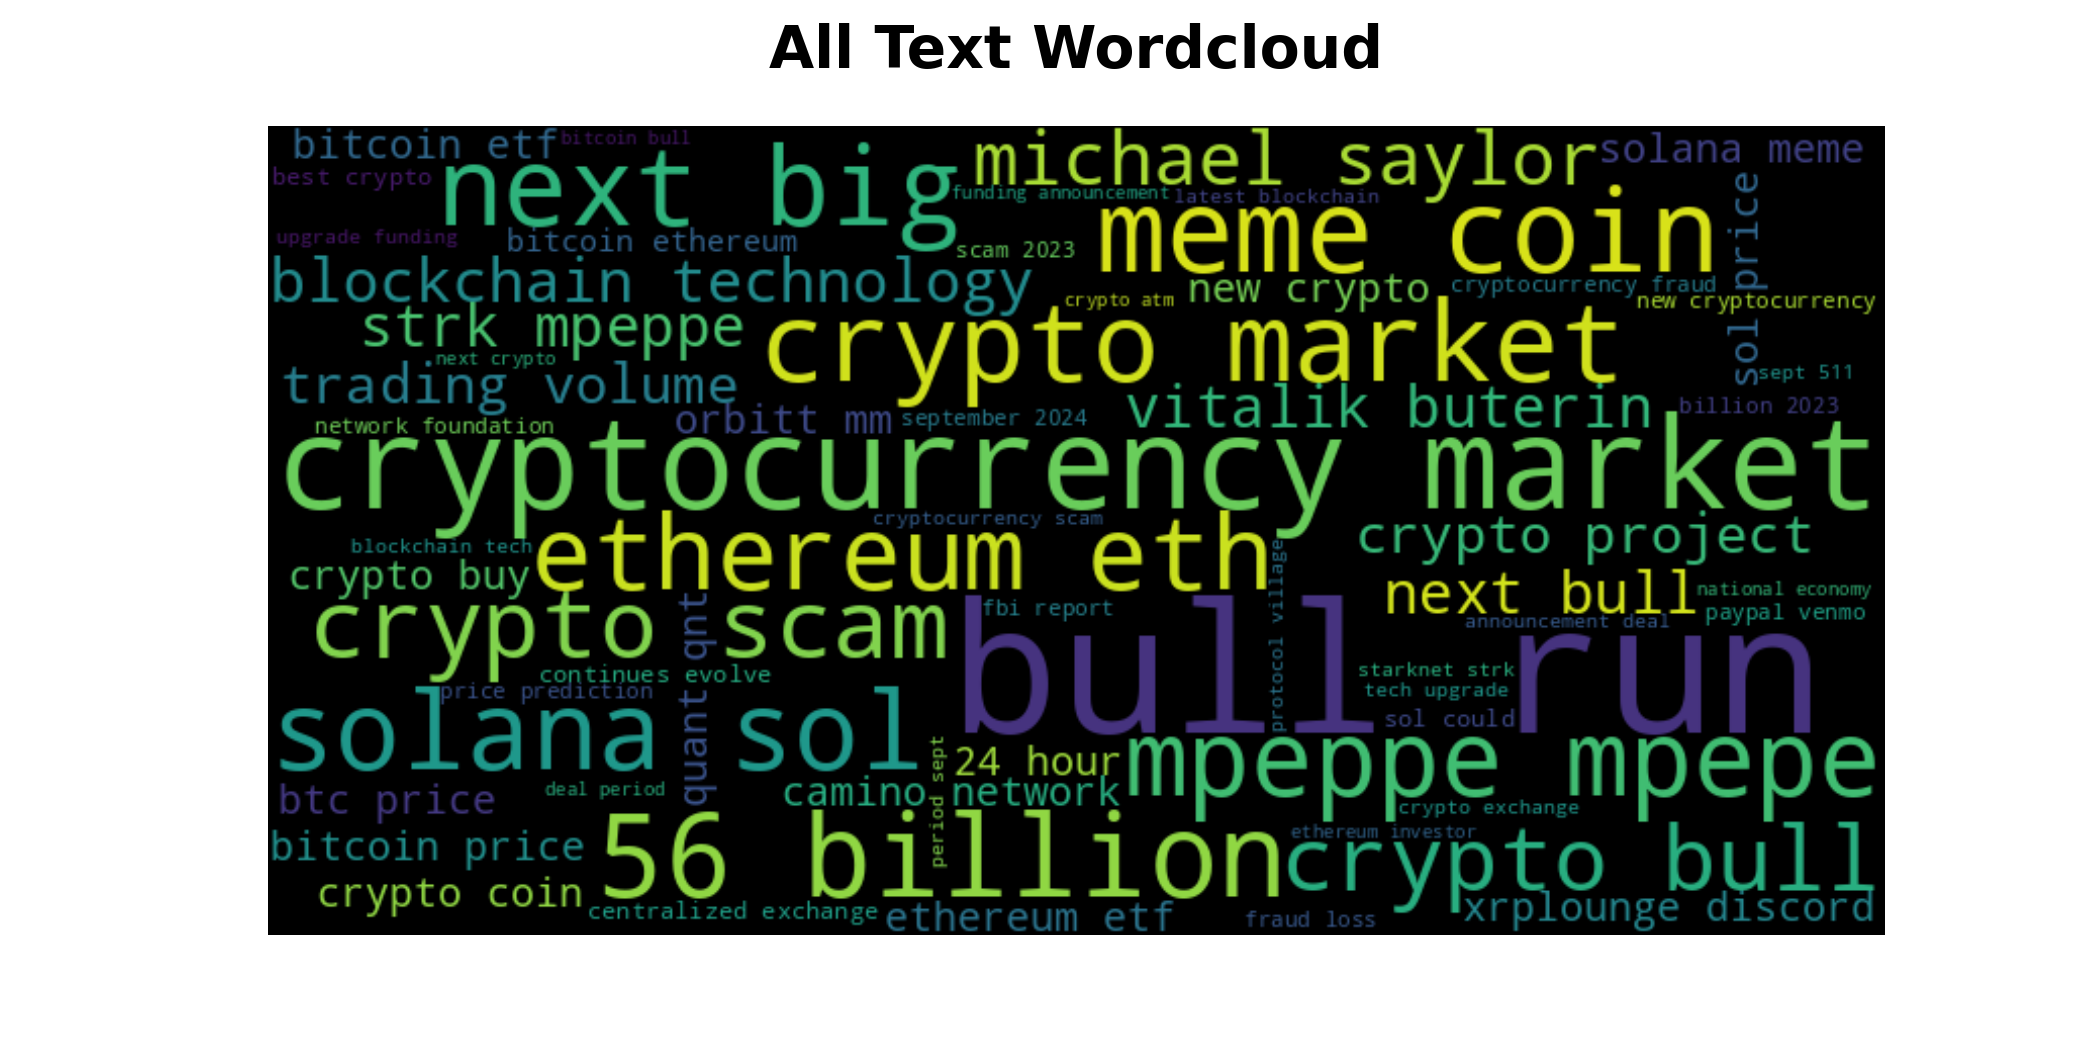 All Text Wordcloud
bitcoin etf
bitcoin bull
michael saylor
solana meme
best crypto
next big
funding announcement
latest blockchain
sol price
upgrade funding
bitcoin ethereum
scam 2023
meme coin
blockchain technology
crypto atm
new crypto
cryptocurrency fraud
new cryptocurrency
strk mpeppe
crypto market
next crypto
sept 511
trading volume
orbitt mm
september 2024
vitalik buterin
billion 2023
network foundation
cryptocurrency market
cryptocurrency scam
blockchain tech
ethereum eth
crypto project
crypto buy
protocol village
next bull
national economy
crypto scam
quant qnt
fbi report
bull run
announcement deal
paypal venmo
continues evolve
starknet strk
price prediction
tech upgrade
solana sol
sol could
period sept
24 hour
mpeppe mpepe
btc price
deal period
camino network
crypto exchange
bitcoin price
56 billion
ethereum investor
crypto bull
crypto coin
centralized exchange
ethereum etf
fraud loss
xrplounge discord